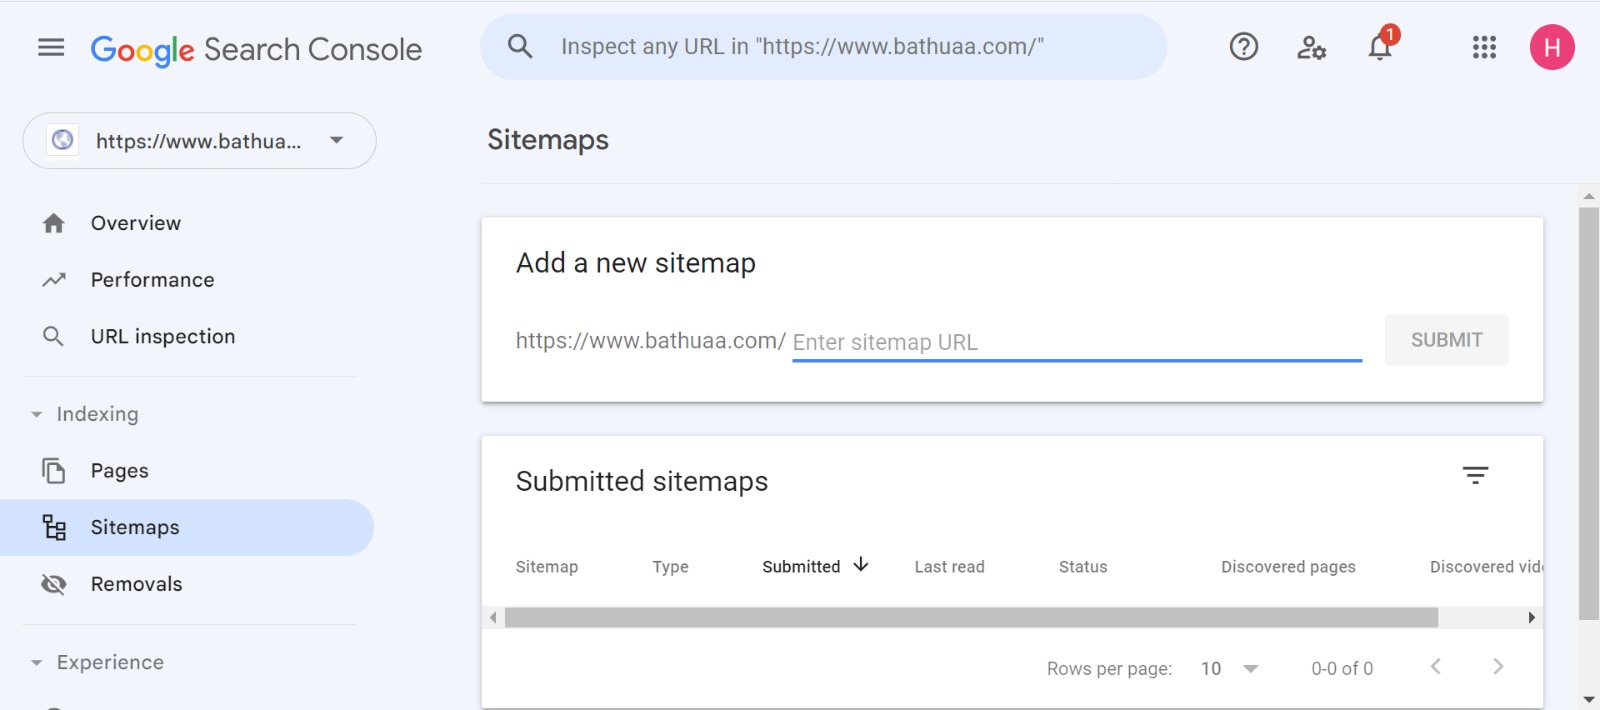 Google Search Console
Inspect any URL in "https://www.bathuaa.com/"
1
H
https://www.bathua...
Overview
Performance
URL inspection
Indexing
Pages
Sitemaps
Removals
Experience
Sitemaps
Add a new sitemap
https://www.bathuaa.com/ Enter sitemap URL
SUBMIT
Submitted sitemaps
Sitemap Type Submitted Last read Status Discovered pages Discovered vid
Rows per page: 10 0-0 of 0